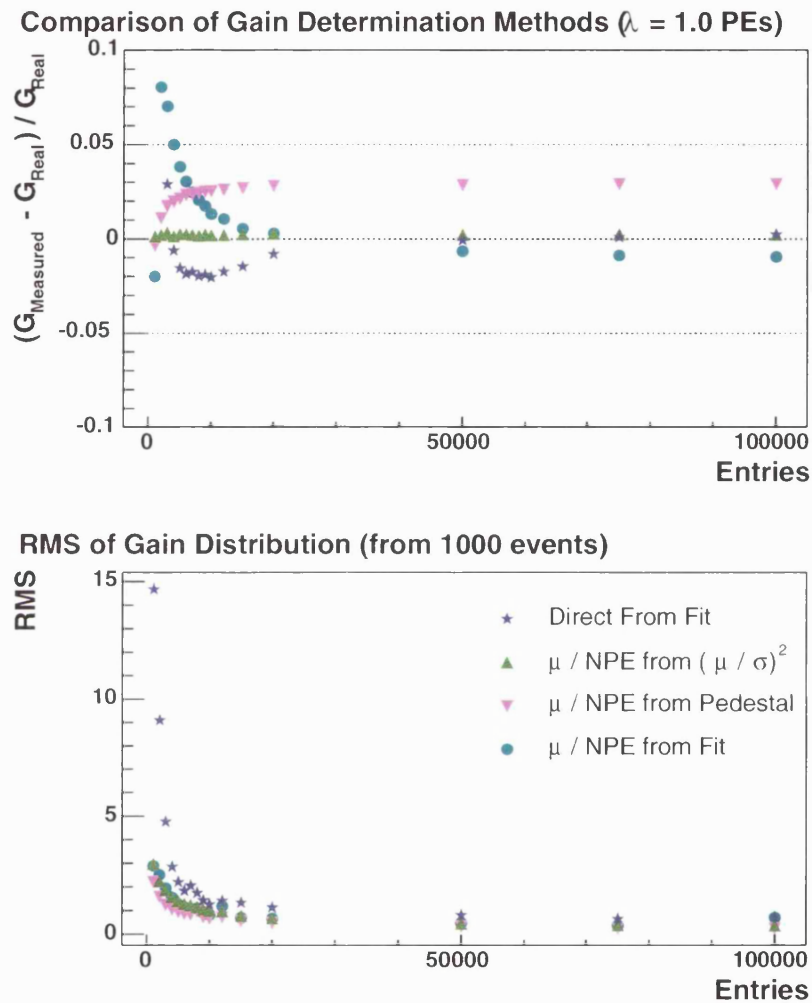 Comparison of Gain Determination Methods (λ = 1.0 PEs)
(G_Measured - G_Real) / G_Real
0.1
0.05
0
-0.05
-0.1
0
50000
100000
Entries
RMS of Gain Distribution (from 1000 events)
RMS
15
10
5
0
Direct From Fit
μ / NPE from ( μ / σ)²
μ / NPE from Pedestal
μ / NPE from Fit
0
50000
100000
Entries